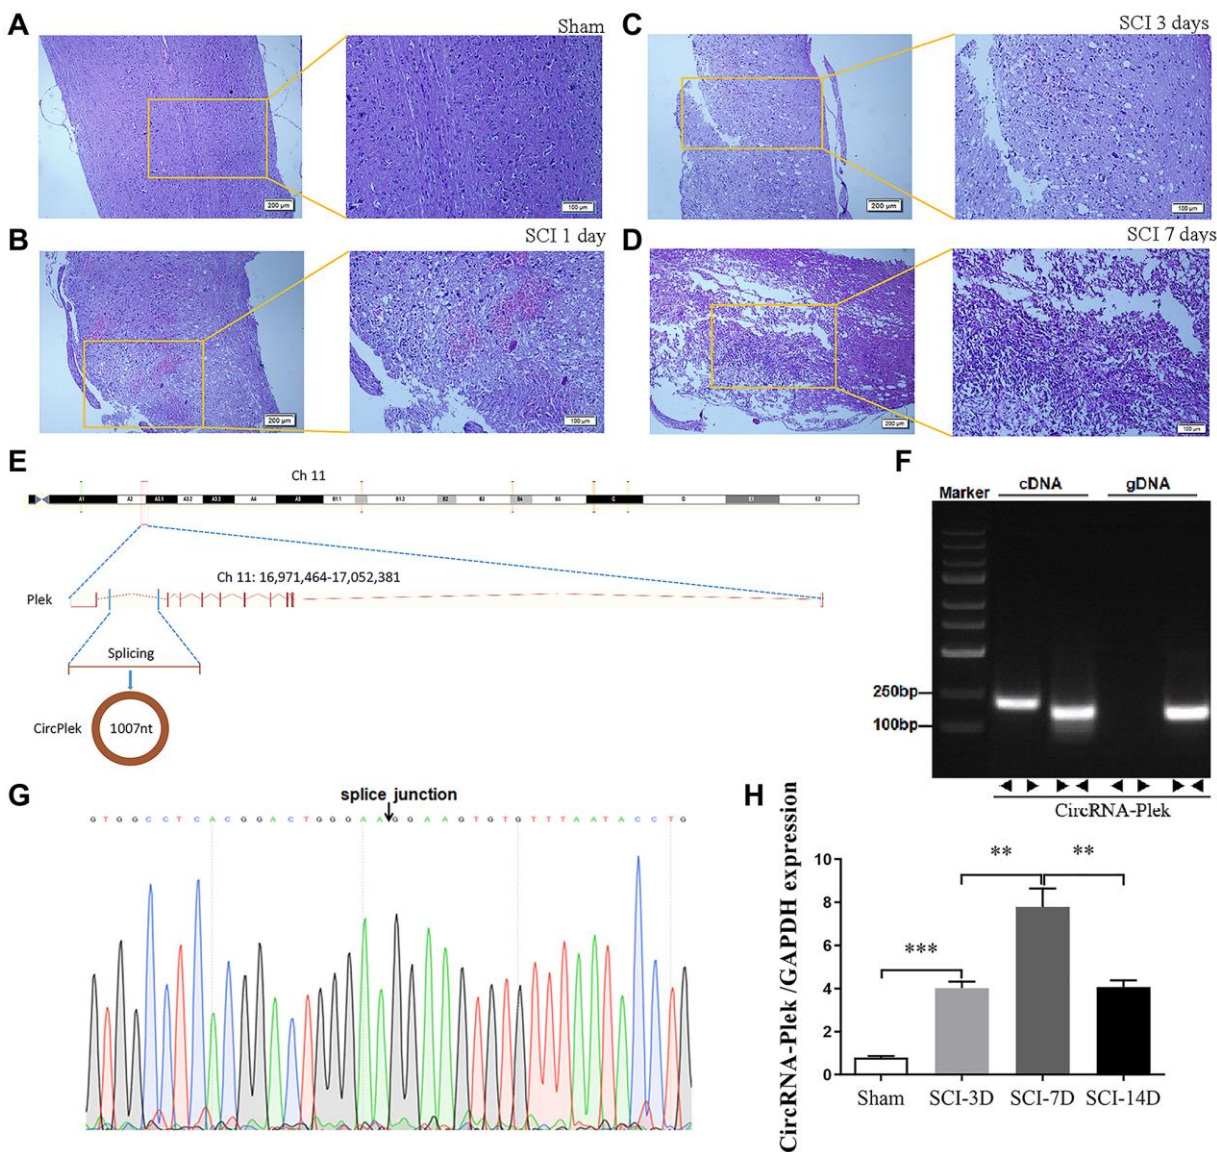 A
Sham
200 µm
100 µm
B
SCI 1 day
200 µm
100 µm
C
SCI 3 days
200 µm
100 µm
D
SCI 7 days
200 µm
100 µm
E
Ch 11
A1
A2
A3.1
A3.2
A3.3
A4
A5
B1.1
B1.3
B2
B3
B4
B5
C
D
E1
E2
Ch 11: 16,971,464-17,052,381
Plek
Splicing
CircPlek
1007nt
F
Marker
cDNA
gDNA
250bp
100bp
CircRNA-Plek
G
splice junction
G T G G C C T C A C G G A C T G G G A A G G A A G T G T G T T T A A T A C C T G
H
CircRNA-Plek /GAPDH expression
10
8
6
4
2
0
***
**
**
Sham
SCI-3D
SCI-7D
SCI-14D